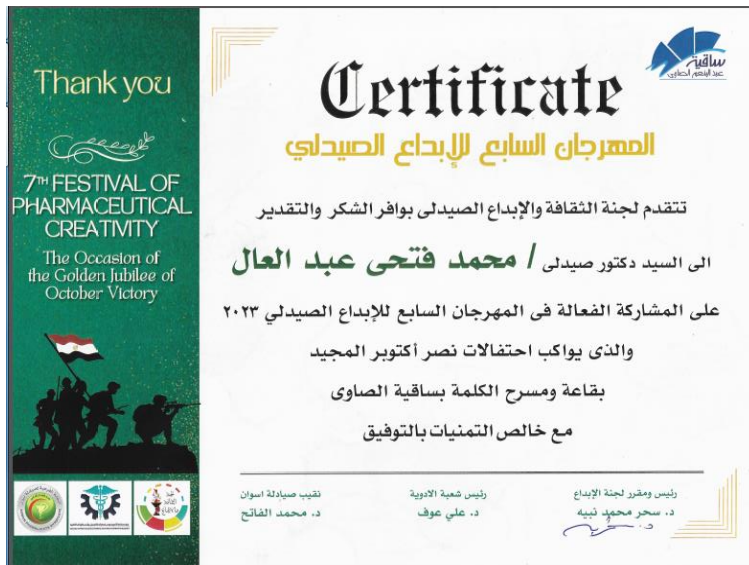 Thank you
7TH FESTIVAL OF
PHARMACEUTICAL
CREATIVITY
The Occasion of
the Golden Jubilee of
October Victory
ساقية
عبد المنعم الصاوي
Certificate
المهرجان السابع للإبداع الصيدلي
تتقدم لجنة الثقافة والإبداع الصيدلى بوافر الشكر والتقدير
الى السيد دكتور صيدلى / محمد فتحى عبد العال
على المشاركة الفعالة فى المهرجان السابع للإبداع الصيدلي ٢٠٢٣
والذى يواكب احتفالات نصر أكتوبر المجيد
بقاعة ومسرح الكلمة بساقية الصاوى
مع خالص التمنيات بالتوفيق
رئيس ومقرر لجنة الإبداع
د. سحر محمد نبيه
رئيس شعبة الادوية
د. علي عوف
نقيب صيادلة اسوان
د. محمد الفاتح